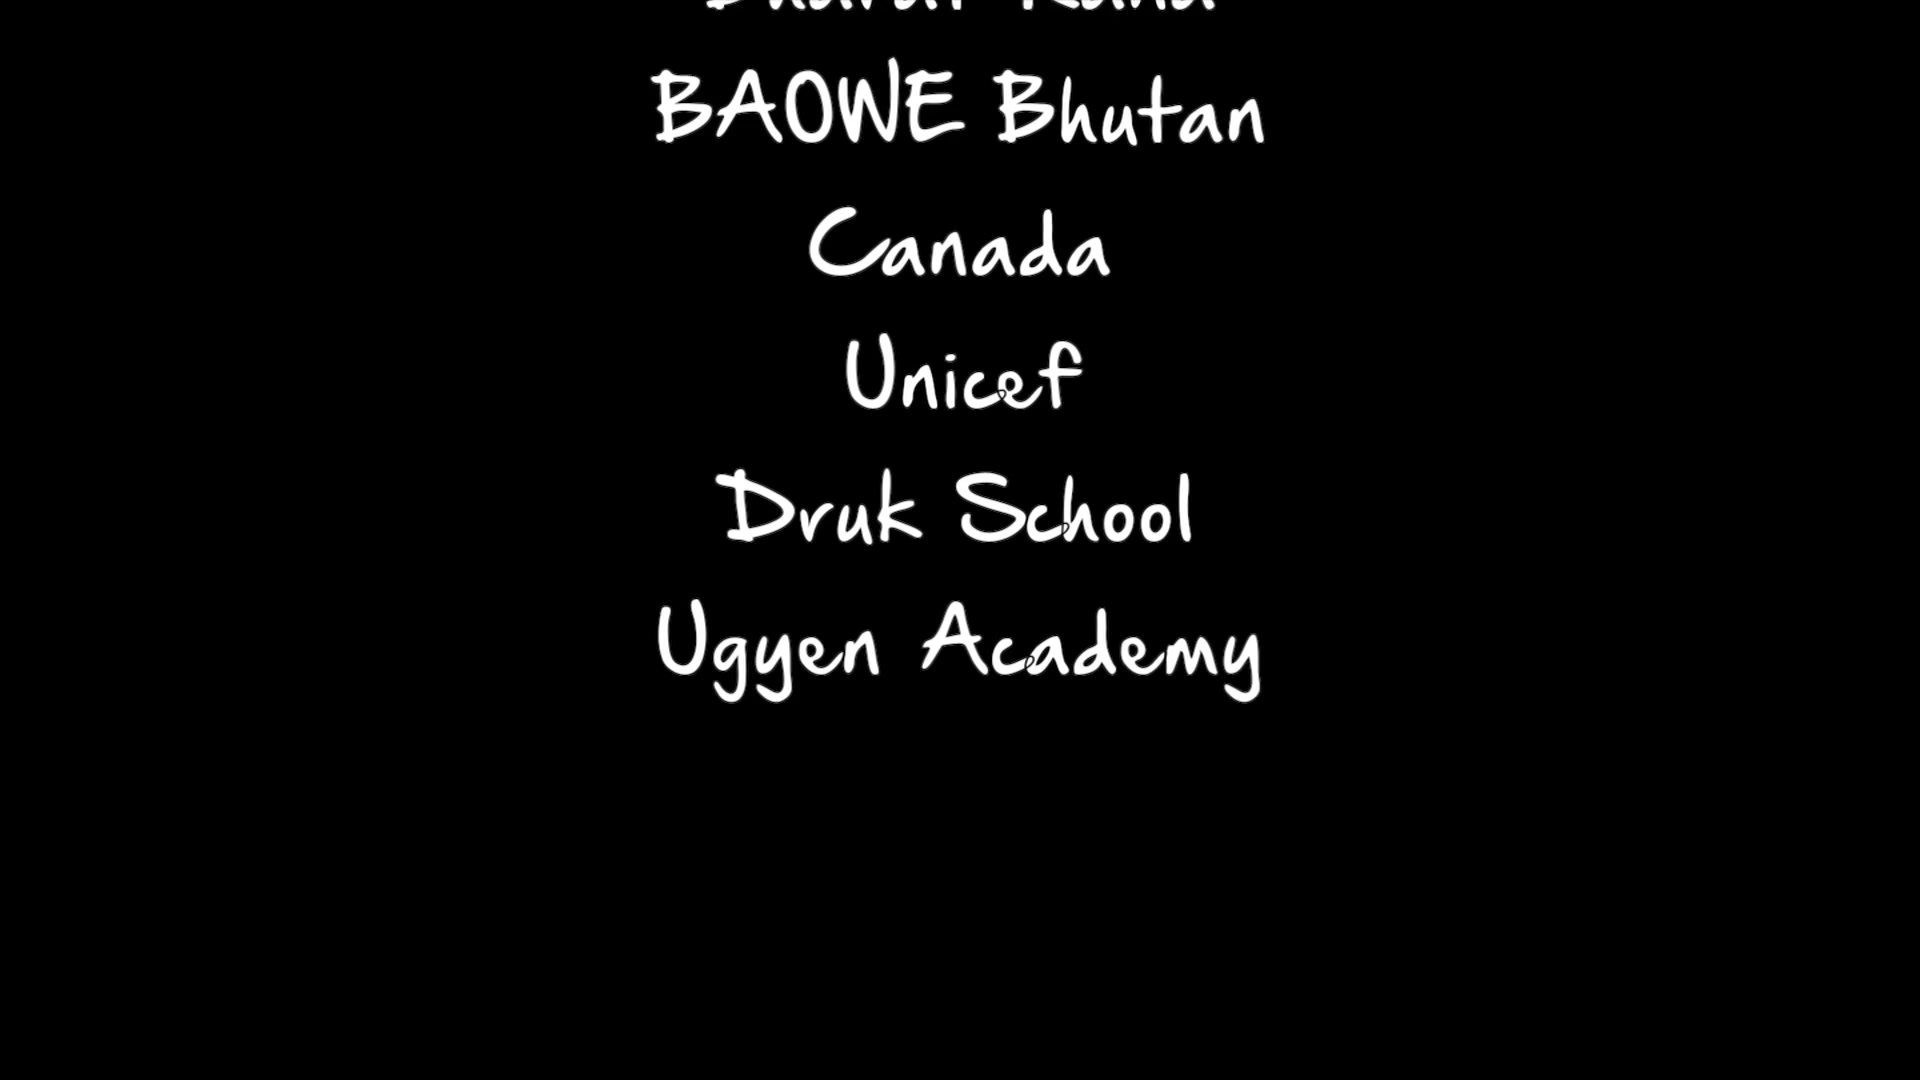 BAOWE Bhutan
Canada
Unicef
Druk School
Ugyen Academy